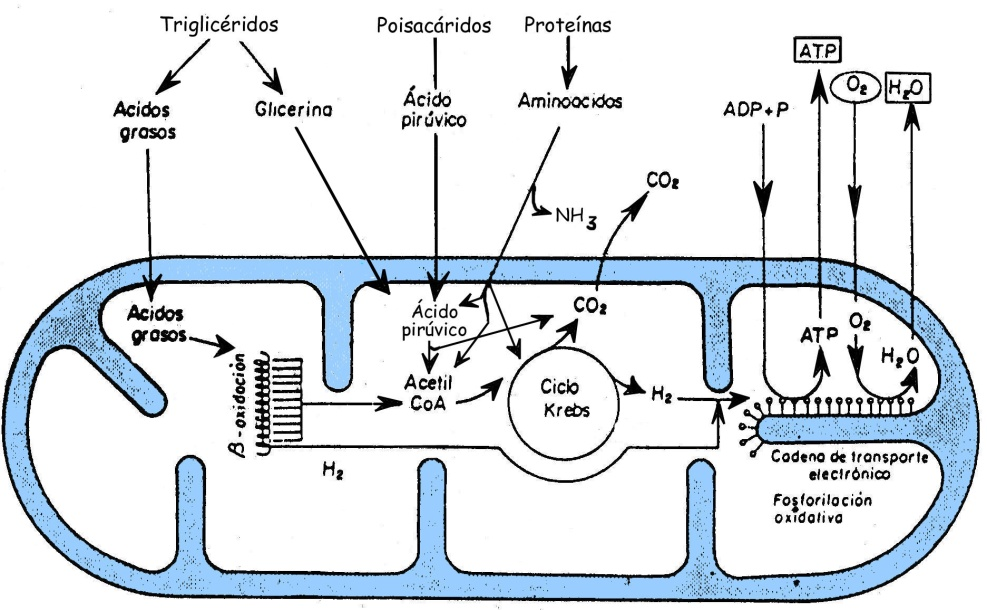 Triglicéridos
Poisacáridos
Proteínas
Acidos
grasos
Glicerina
Ácido
pirúvico
Aminoacidos
NH3
CO2
ADP+P
ATP
O2
H2O
Acidos
grasos
β-oxidación
H2
Ácido
pirúvico
Acetil
CoA
CO2
Ciclo
Krebs
H2
ATP
O2
H2O
Cadena de transporte
electrónico
Fosforilación
oxidativa